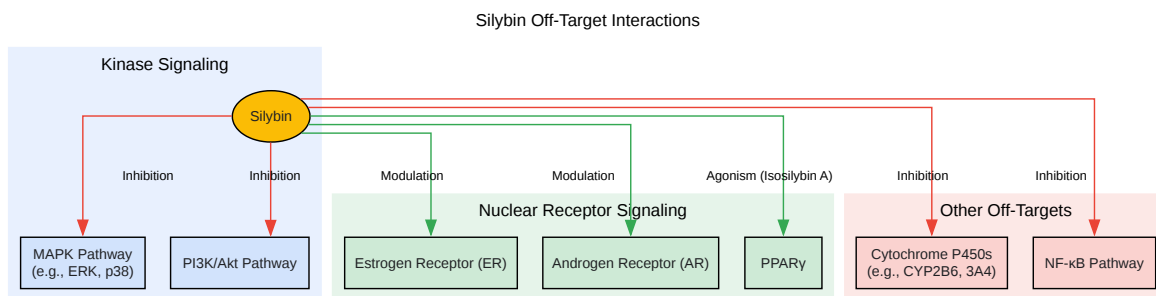 Silybin Off-Target Interactions
Kinase Signaling
Silybin
Inhibition
Inhibition
Modulation
Modulation
Agonism (Isosilybin A)
Inhibition
Inhibition
Nuclear Receptor Signaling
Other Off-Targets
MAPK Pathway
(e.g., ERK, p38)
PI3K/Akt Pathway
Estrogen Receptor (ER)
Androgen Receptor (AR)
PPARγ
Cytochrome P450s
(e.g., CYP2B6, 3A4)
NF-κB Pathway